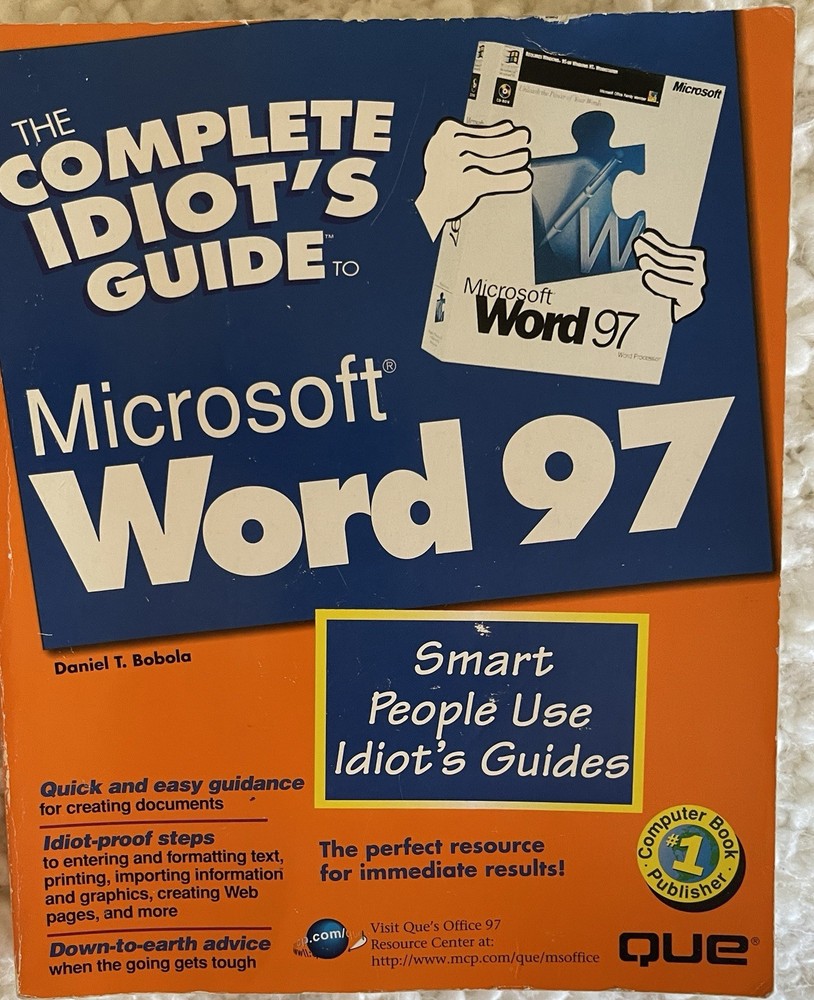 THE
COMPLETE
IDIOT'S
GUIDE™ TO
Microsoft
Microsoft
Word 97
Word Processor
Microsoft®
Word 97
Daniel T. Bobola
Smart
People Use
Idiot's Guides
Quick and easy guidance
for creating documents
Idiot-proof steps
to entering and formatting text,
printing, importing information
and graphics, creating Web
pages, and more
Down-to-earth advice
when the going gets tough
The perfect resource
for immediate results!
Computer Book
#1
Publisher
.com/
Visit Que's Office 97
Resource Center at:
http://www.mcp.com/que/msoffice
QUE®